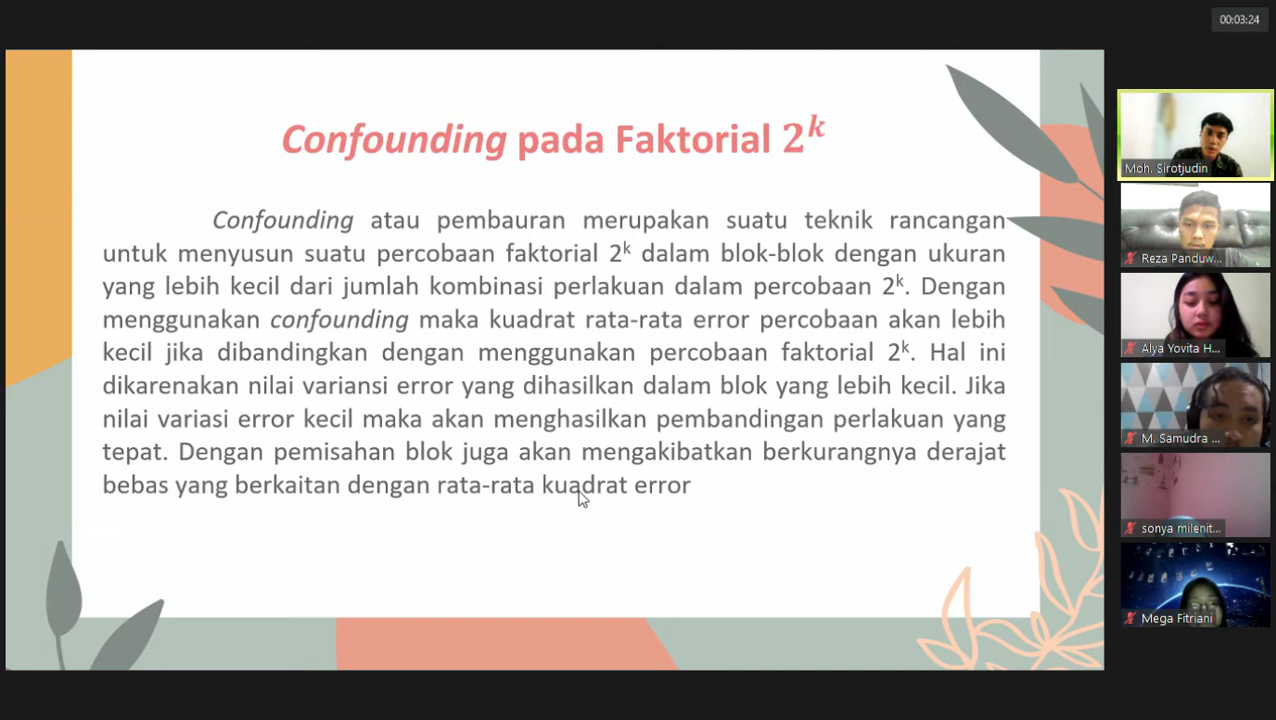 00:03:24
Confounding pada Faktorial 2^k
Confounding atau pembauran merupakan suatu teknik rancangan
untuk menyusun suatu percobaan faktorial 2^k dalam blok-blok dengan ukuran
yang lebih kecil dari jumlah kombinasi perlakuan dalam percobaan 2^k. Dengan
menggunakan confounding maka kuadrat rata-rata error percobaan akan lebih
kecil jika dibandingkan dengan menggunakan percobaan faktorial 2^k. Hal ini
dikarenakan nilai variansi error yang dihasilkan dalam blok yang lebih kecil. Jika
nilai variasi error kecil maka akan menghasilkan pembandingan perlakuan yang
tepat. Dengan pemisahan blok juga akan mengakibatkan berkurangnya derajat
bebas yang berkaitan dengan rata-rata kuadrat error
Moh. Sirotjudin
Reza Panduw...
Alya Yovita H...
M. Samudra ...
sonya milenit...
Mega Fitriani